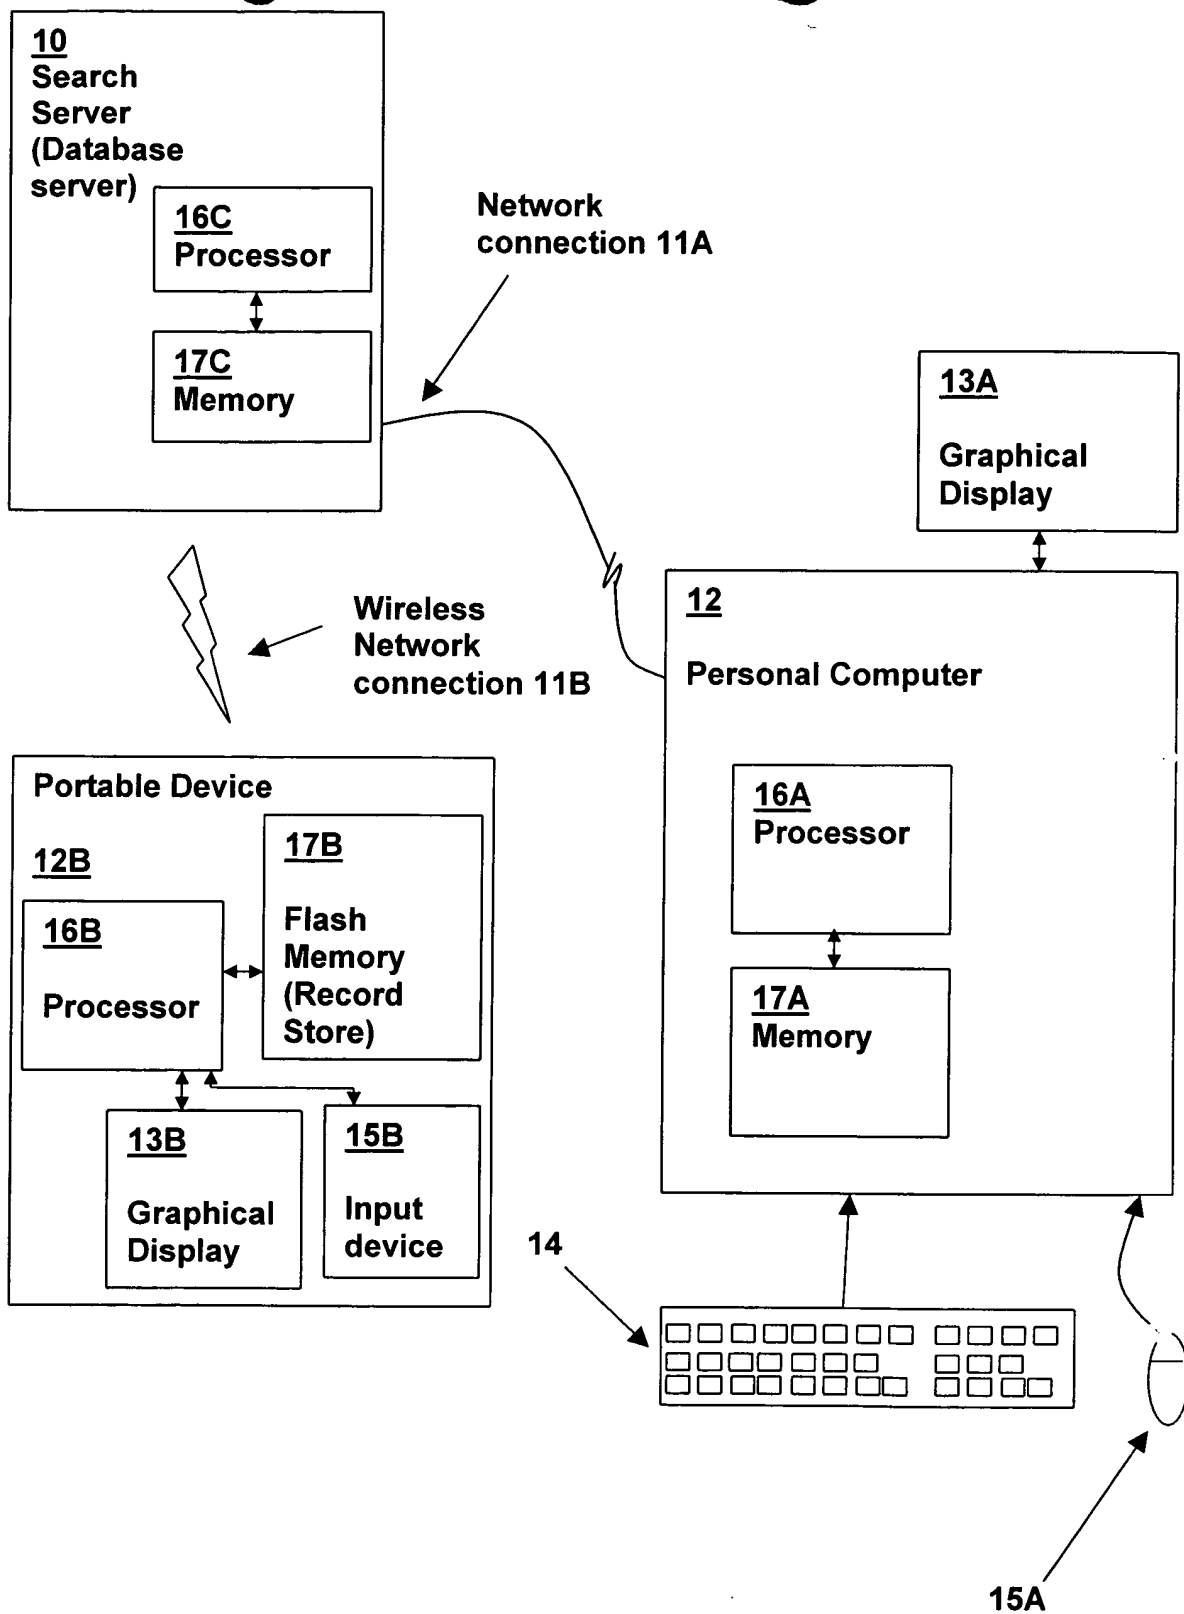 10
Search
Server
(Database
server)
16C
Processor
17C
Memory
Network
connection 11A
13A
Graphical
Display
Wireless
Network
connection 11B
12
Personal Computer
16A
Processor
17A
Memory
Portable Device
12B
17B
Flash
Memory
(Record
Store)
16B
Processor
13B
Graphical
Display
15B
Input
device
14
15A